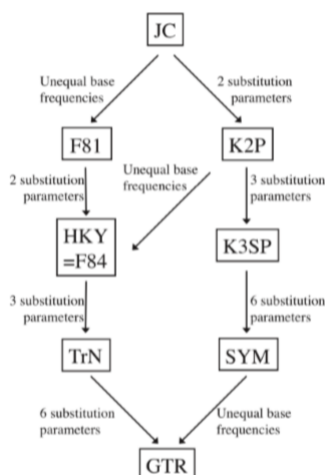 JC
Unequal base
frequencies
2 substitution
parameters
F81
K2P
2 substitution
parameters
Unequal base
frequencies
3 substitution
parameters
HKY
=F84
K3SP
3 substitution
parameters
6 substitution
parameters
TrN
SYM
6 substitution
parameters
Unequal base
frequencies
GTR